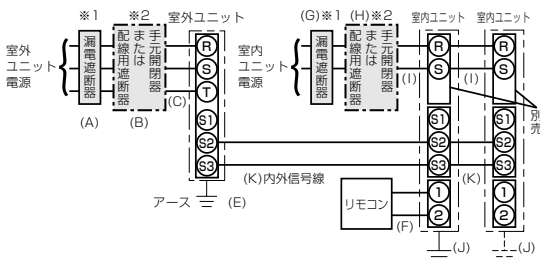 ※1
※2
室外ユニット
(G)※1
(H)※2
室内ユニット
室内ユニット
室外
ユニット
電源
漏電遮断器
手元開閉器
または
配線用遮断器
(A)
(B)
(C)
R
S
T
S1
S2
S3
アース
(E)
室内
ユニット
電源
漏電遮断器
手元開閉器
または
配線用遮断器
(I)
(I)
R
S
S1
S2
S3
1
2
R
S
S1
S2
S3
1
2
別売
(K)内外信号線
(K)
リモコン
(F)
(J)
(J)